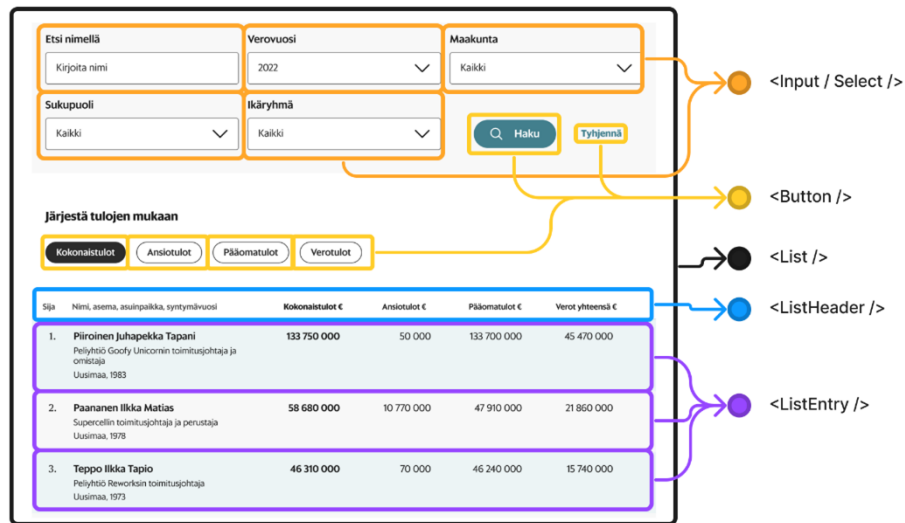 Etsi nimellä
Verovuosi
Maakunta
Kirjoita nimi
2022
Kaikki
<Input / Select />
Sukupuoli
Ikäryhmä
Kaikki
Kaikki
Haku
Tyhjennä
<Button />
Järjestä tulojen mukaan
Kokonaistulot
Ansiotulot
Pääomatulot
Verotulot
<List />
Sija Nimi, asema, asuinpaikka, syntymävuosi Kokonaistulot € Ansiotulot € Pääomatulot € Verot yhteensä €
<ListHeader />
1. Piiroinen Juhapekka Tapani 133 750 000 50 000 133 700 000 45 470 000
Peliyhtiö Goofy Unicornin toimitusjohtaja ja
omistaja
Uusimaa, 1983
2. Paananen Ilkka Matias 58 680 000 10 770 000 47 910 000 21 860 000
Supercellin toimitusjohtaja ja perustaja
Uusimaa, 1978
<ListEntry />
3. Teppo Ilkka Tapio 46 310 000 70 000 46 240 000 15 740 000
Peliyhtiö Reworksin toimitusjohtaja
Uusimaa, 1973